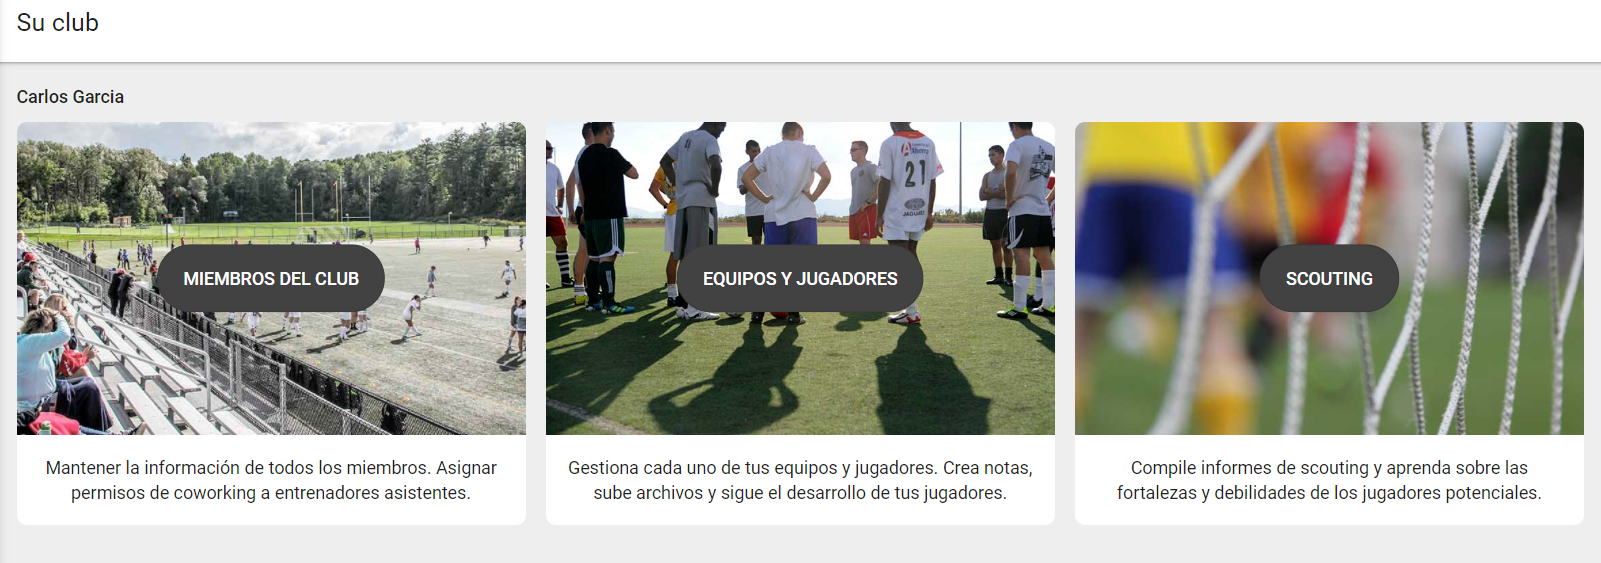 Su club
Carlos Garcia
MIEMBROS DEL CLUB
EQUIPOS Y JUGADORES
21
JAGUAR
SCOUTING
Mantener la información de todos los miembros. Asignar
permisos de coworking a entrenadores asistentes.
Gestiona cada uno de tus equipos y jugadores. Crea notas,
sube archivos y sigue el desarrollo de tus jugadores.
Compile informes de scouting y aprenda sobre las
fortalezas y debilidades de los jugadores potenciales.